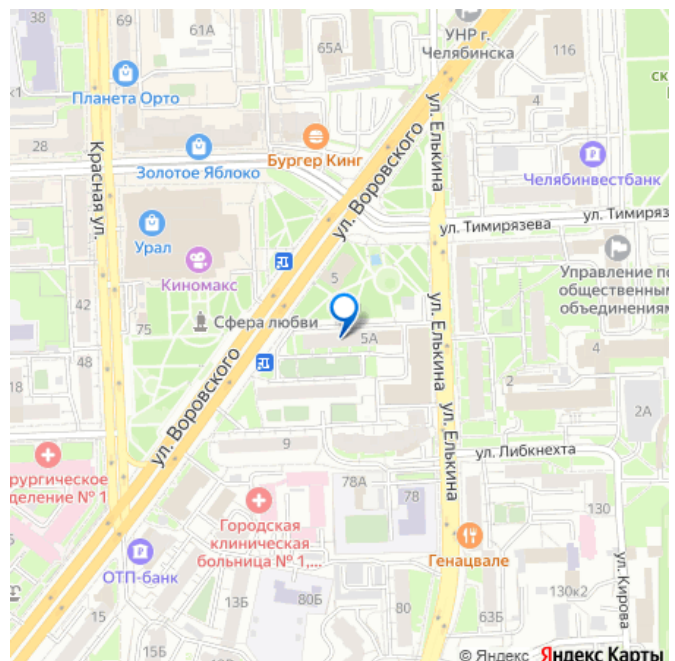 69
61А
УНР г.
Челябинска
65А
116
ск
к1
Планета Орто
4
ул. Елькина
28
Бургер Кинг
Золотое Яблоко
Челябинвестбанк
Красная ул.
ул. Воровского
ул. Тимиряз
ул. Тимирязева
Урал
Управление по
общественным
объединениям
Киномакс
5
42
75
Сфера любви
5А
ул. Елькина
48
4
18
ул. Воровского
2
2А
ул. Елькина
9
ул. Либкнехта
рургическое
деление № 1
78А
78
130
Городская
клиническая
больница № 1,...
Генацвале
ОТП-банк
130к2
ул. Кирова
13Б
80Б
15
80
63Б
© Яндекс Яндекс Карты